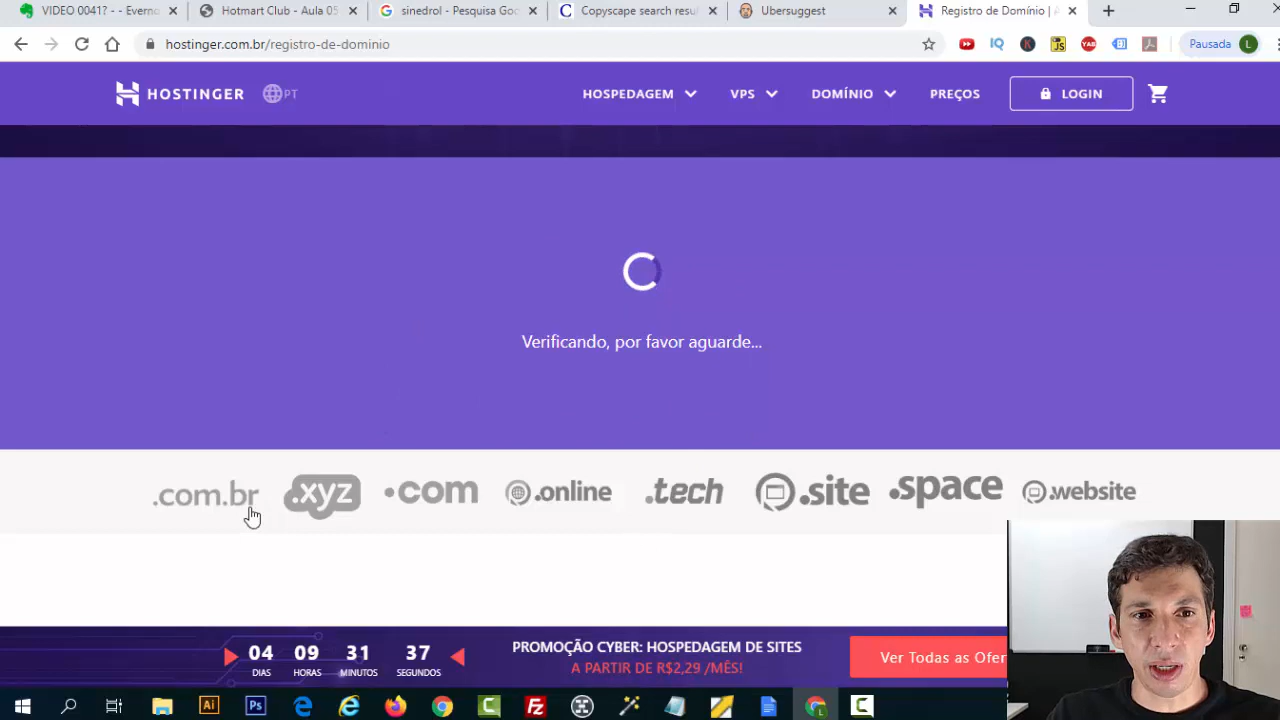 VIDEO 0041? - - Everno
Hotmart Club - Aula 05
sinedrol - Pesquisa Goo
Copyscape search resul
Ubersuggest
Registro de Domínio | A
hostinger.com.br/registro-de-dominio
Pausada
L
HOSTINGER
PT
HOSPEDAGEM
VPS
DOMÍNIO
PREÇOS
LOGIN
Verificando, por favor aguarde...
.com.br
.xyz
.com
.online
.tech
.site
.space
.website
04 09 31 37
DIAS HORAS MINUTOS SEGUNDOS
PROMOÇÃO CYBER: HOSPEDAGEM DE SITES
A PARTIR DE R$2,29 /MÊS!
Ver Todas as Ofer